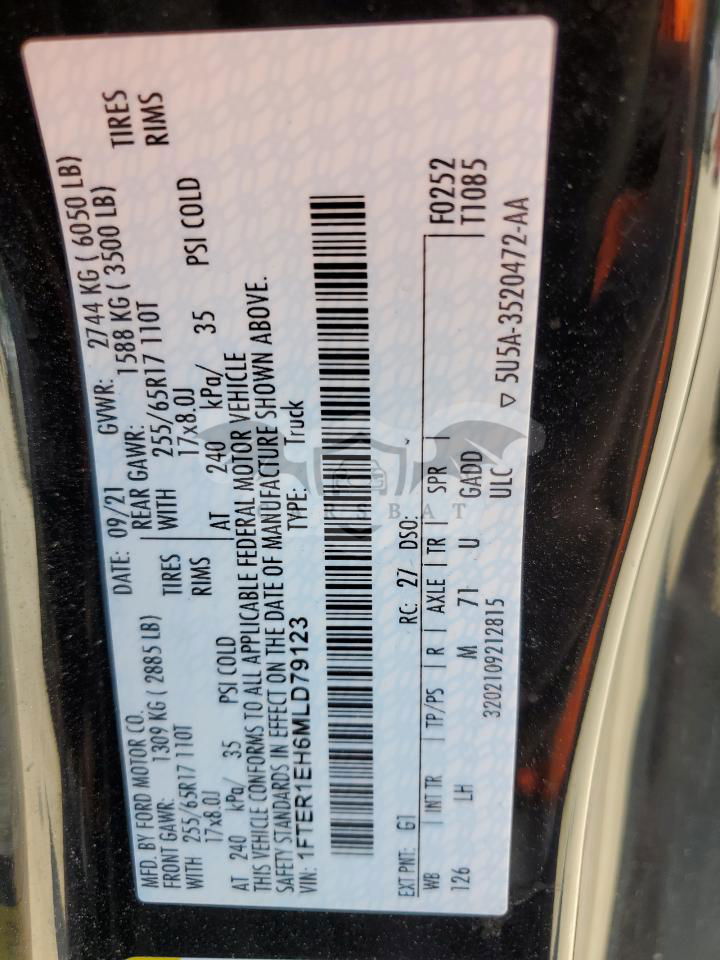 MFD. BY FORD MOTOR CO. DATE: 09/21 GVWR: 2744 KG ( 6050 LB)
FRONT GAWR: 1309 KG ( 2885 LB) REAR GAWR: 1588 KG ( 3500 LB)
WITH 255/65R17 110T TIRES WITH 255/65R17 110T TIRES
17x8.0J RIMS 17x8.0J RIMS
AT 240 kPa/ 35 PSI COLD AT 240 kPa/ 35 PSI COLD
THIS VEHICLE CONFORMS TO ALL APPLICABLE FEDERAL MOTOR VEHICLE
SAFETY STANDARDS IN EFFECT ON THE DATE OF MANUFACTURE SHOWN ABOVE.
VIN: 1FTER1EH6MLD79123 TYPE: Truck
CARSBAT
EXT PNT: G1 RC: 27 DSO: F0252
WB | INT TR | TP/PS | R | AXLE | TR | SPR T1085
126 LH M 71 U GADD
3202109212815 ULC ▽ 5U5A-3520472-AA